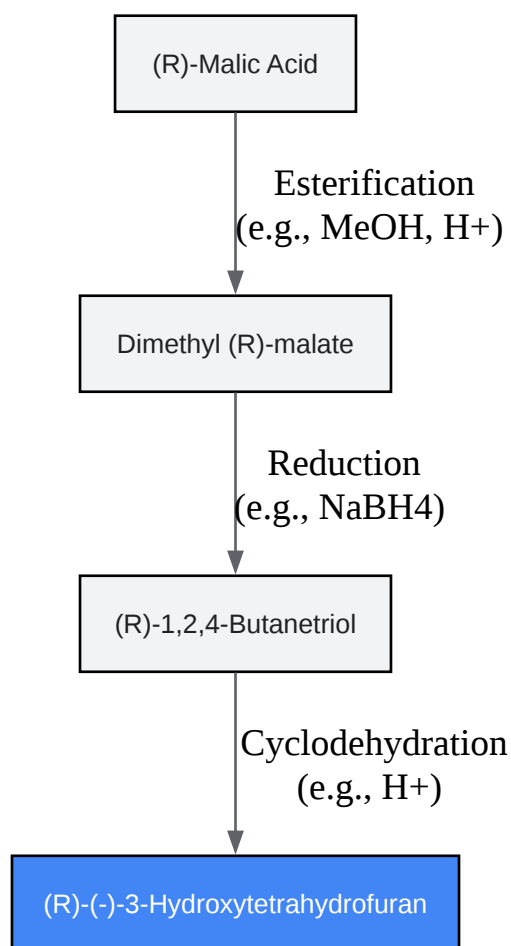 (R)-Malic Acid
Esterification
(e.g., MeOH, H+)
Dimethyl (R)-malate
Reduction
(e.g., NaBH4)
(R)-1,2,4-Butanetriol
Cyclodehydration
(e.g., H+)
(R)-(-)-3-Hydroxytetrahydrofuran